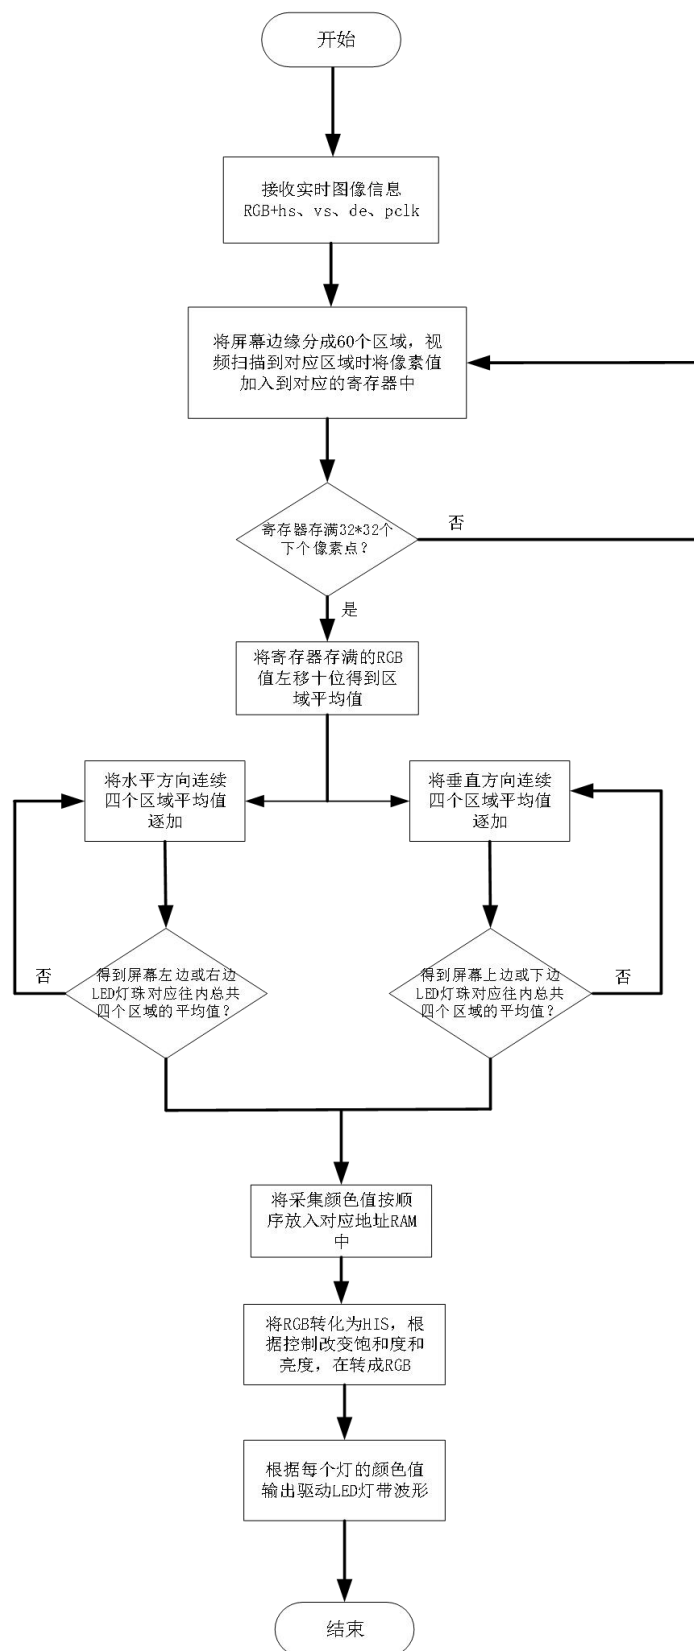 开始
接收实时图像信息
RGB+hs、vs、de、pclk
将屏幕边缘分成60个区域，视
频扫描到对应区域时将像素值
加入到对应的寄存器中
寄存器存满32*32个
下个像素点？
否
是
将寄存器存满的RGB
值左移十位得到区
域平均值
将水平方向连续
四个区域平均值
逐加
将垂直方向连续
四个区域平均值
逐加
得到屏幕左边或右边
LED灯珠对应往内总共
四个区域的平均值？
否
得到屏幕上边或下边
LED灯珠对应往内总共
四个区域的平均值？
否
将采集颜色值按顺
序放入对应地址RAM
中
将RGB转化为HIS，根
据控制改变饱和度和
亮度，在转成RGB
根据每个灯的颜色值
输出驱动LED灯带波形
结束